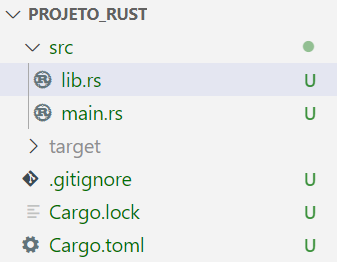 PROJETO_RUST
src
lib.rs U
main.rs U
target
.gitignore U
Cargo.lock U
Cargo.toml U